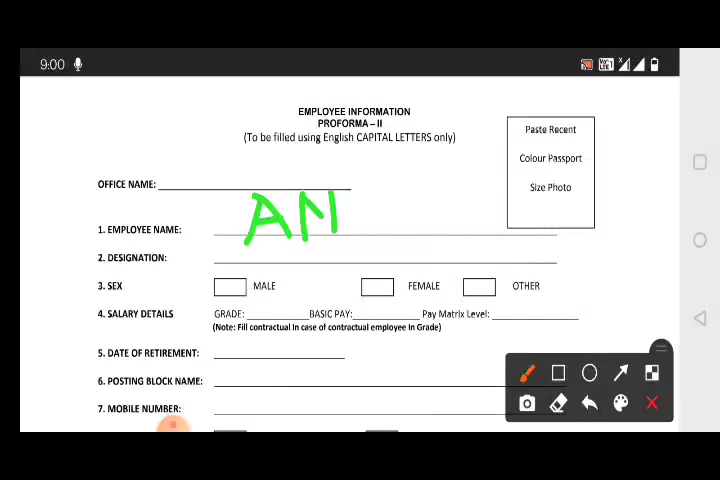 9:00
EMPLOYEE INFORMATION
PROFORMA – II
(To be filled using English CAPITAL LETTERS only)
Paste Recent
Colour Passport
Size Photo
OFFICE NAME:
AM
1. EMPLOYEE NAME:
2. DESIGNATION:
3. SEX MALE FEMALE OTHER
4. SALARY DETAILS GRADE: BASIC PAY: Pay Matrix Level:
(Note: Fill contractual In case of contractual employee in Grade)
5. DATE OF RETIREMENT:
6. POSTING BLOCK NAME:
7. MOBILE NUMBER: